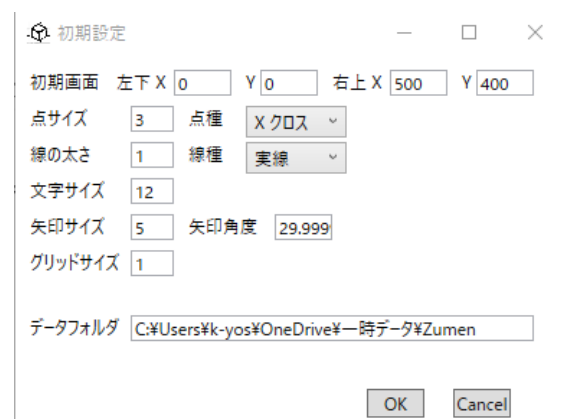 初期設定
初期画面 左下 X 0 Y 0 右上 X 500 Y 400
点サイズ 3 点種 X クロス
線の太さ 1 線種 実線
文字サイズ 12
矢印サイズ 5 矢印角度 29.999
グリッドサイズ 1
データフォルダ C:¥Users¥k-yos¥OneDrive¥一時データ¥Zumen
OK Cancel